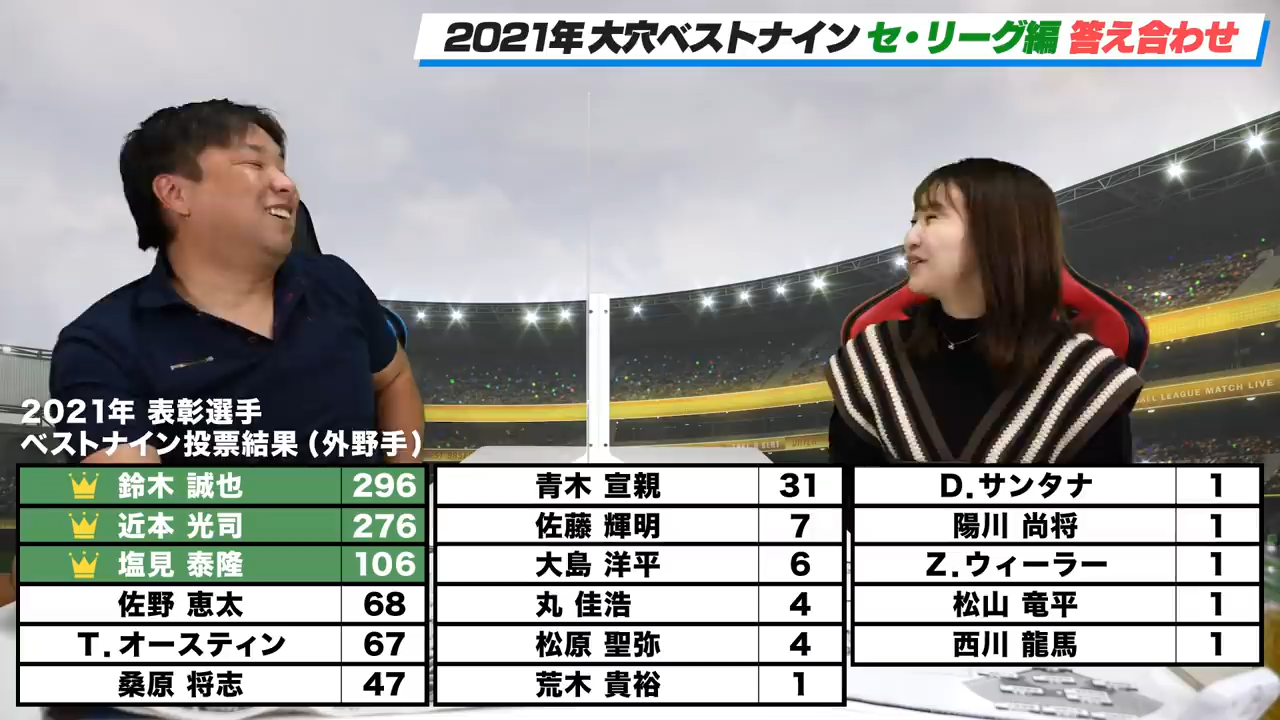 2021年 大穴ベストナイン セ・リーグ編 答え合わせ
AL LEAGUE MATCH LIVE
2021年 表彰選手
ベストナイン投票結果（外野手）
鈴木 誠也 296
近本 光司 276
塩見 泰隆 106
佐野 恵太 68
T.オースティン 67
桑原 将志 47
青木 宣親 31
佐藤 輝明 7
大島 洋平 6
丸 佳浩 4
松原 聖弥 4
荒木 貴裕 1
D.サンタナ 1
陽川 尚将 1
Z.ウィーラー 1
松山 竜平 1
西川 龍馬 1